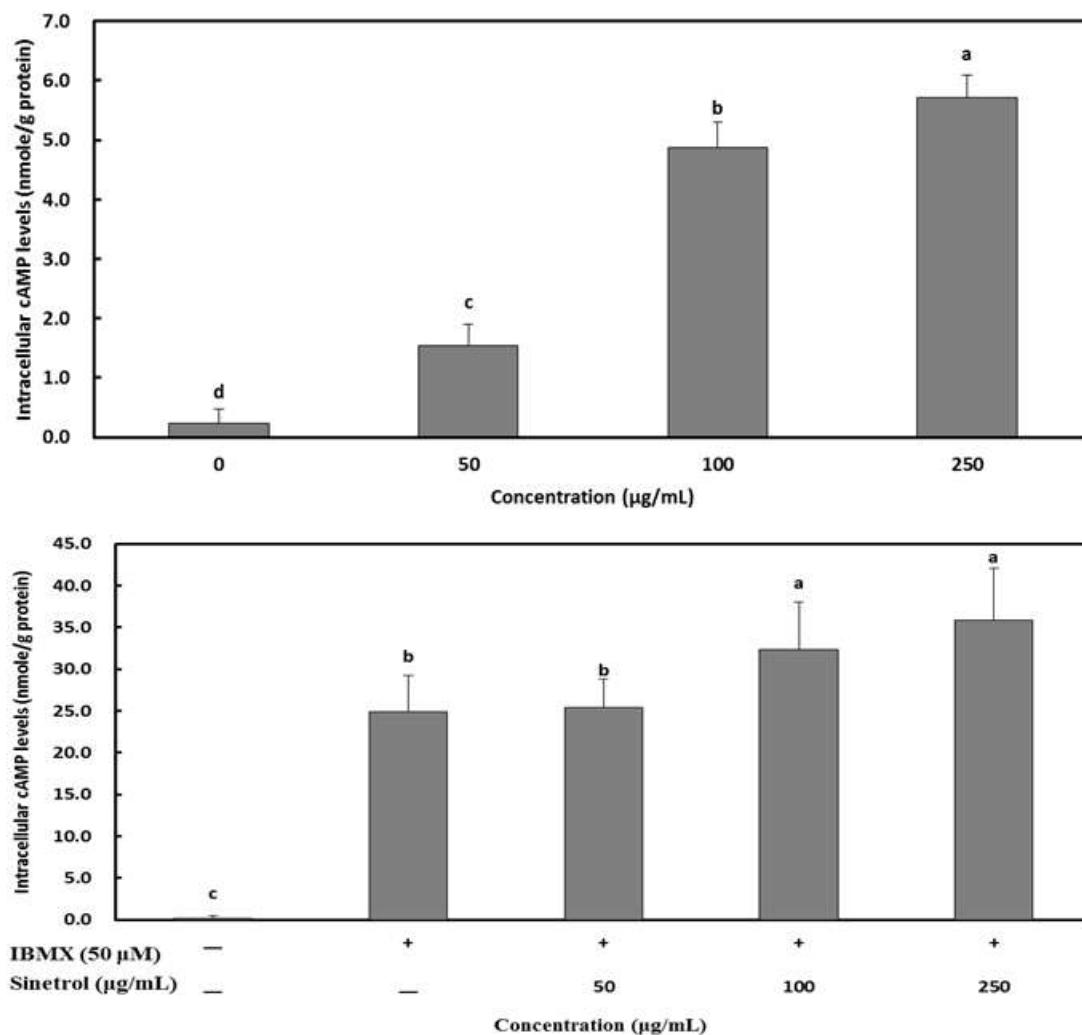 Intracellular cAMP levels (nmole/g protein)
7.0
6.0
5.0
4.0
3.0
2.0
1.0
0.0
d
c
b
a
0 50 100 250
Concentration (µg/mL)
Intracellular cAMP levels (nmole/g protein)
45.0
40.0
35.0
30.0
25.0
20.0
15.0
10.0
5.0
0.0
c
b
b
a
a
IBMX (50 µM) — + + + +
Sinetrol (µg/mL) — — 50 100 250
Concentration (µg/mL)